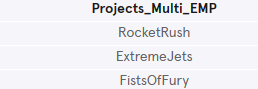 Projects_Multi_EMP
RocketRush
ExtremeJets
FistsOfFury